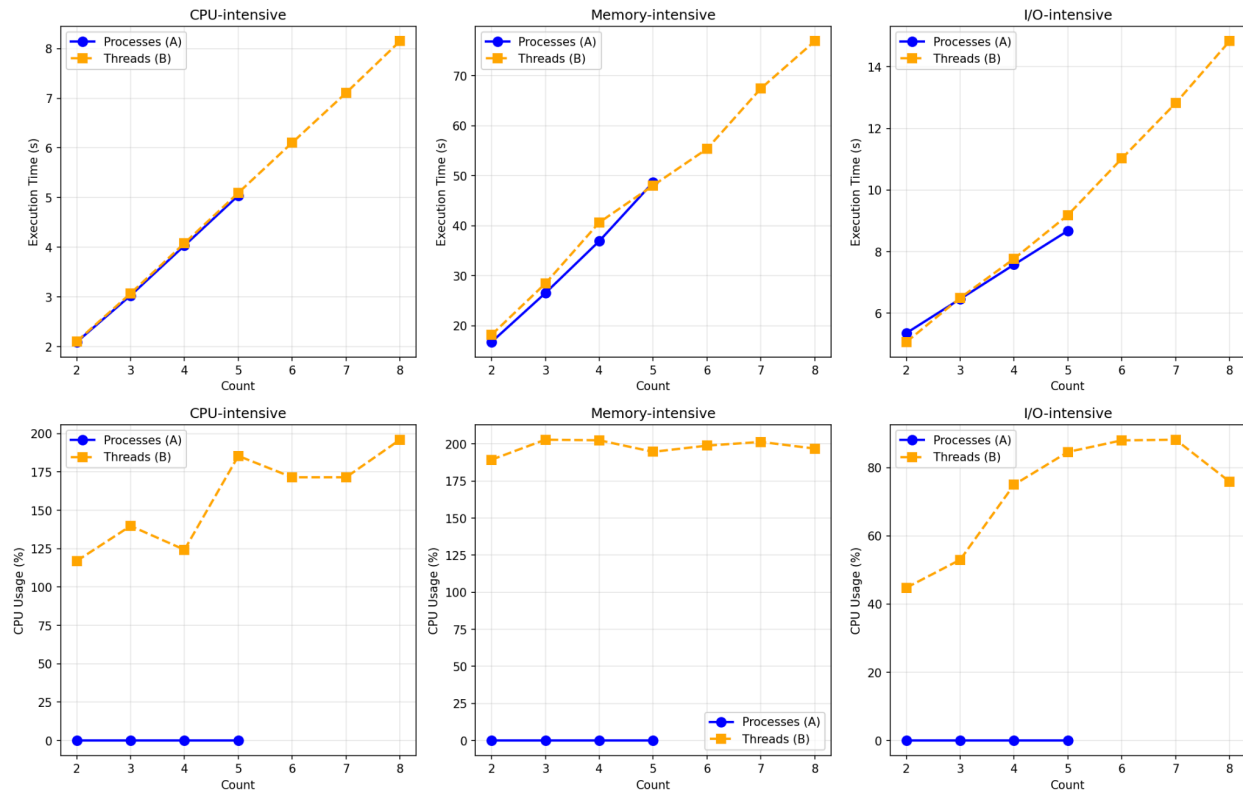 CPU-intensive
Processes (A)
Threads (B)
Execution Time (s)
8
7
6
5
4
3
2
2 3 4 5 6 7 8
Count
Memory-intensive
Processes (A)
Threads (B)
Execution Time (s)
70
60
50
40
30
20
2 3 4 5 6 7 8
Count
I/O-intensive
Processes (A)
Threads (B)
Execution Time (s)
14
12
10
8
6
2 3 4 5 6 7 8
Count
CPU-intensive
Processes (A)
Threads (B)
CPU Usage (%)
200
175
150
125
100
75
50
25
0
2 3 4 5 6 7 8
Count
Memory-intensive
CPU Usage (%)
200
175
150
125
100
75
50
25
0
Processes (A)
Threads (B)
2 3 4 5 6 7 8
Count
I/O-intensive
Processes (A)
Threads (B)
CPU Usage (%)
80
60
40
20
0
2 3 4 5 6 7 8
Count